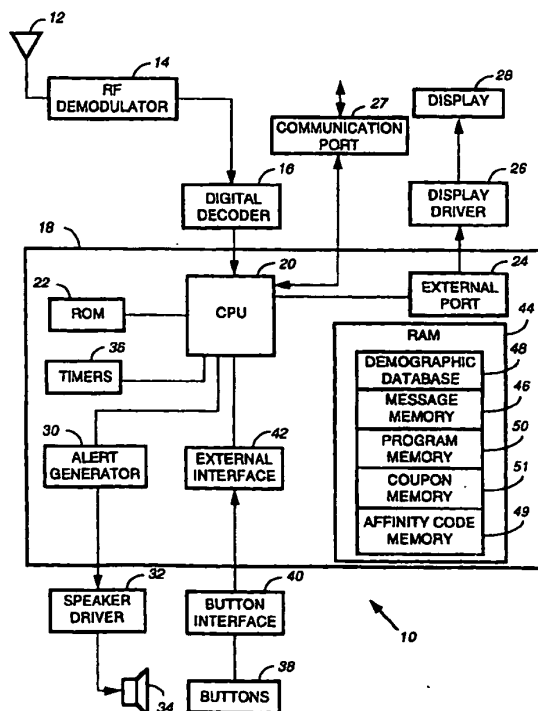 12
14
RF
DEMODULATOR
28
DISPLAY
27
COMMUNICATION
PORT
16
DIGITAL
DECODER
26
DISPLAY
DRIVER
18
20
CPU
24
EXTERNAL
PORT
22
ROM
44
RAM
36
TIMERS
48
DEMOGRAPHIC
DATABASE
46
MESSAGE
MEMORY
50
PROGRAM
MEMORY
51
COUPON
MEMORY
49
AFFINITY CODE
MEMORY
30
ALERT
GENERATOR
42
EXTERNAL
INTERFACE
32
SPEAKER
DRIVER
40
BUTTON
INTERFACE
10
34
38
BUTTONS